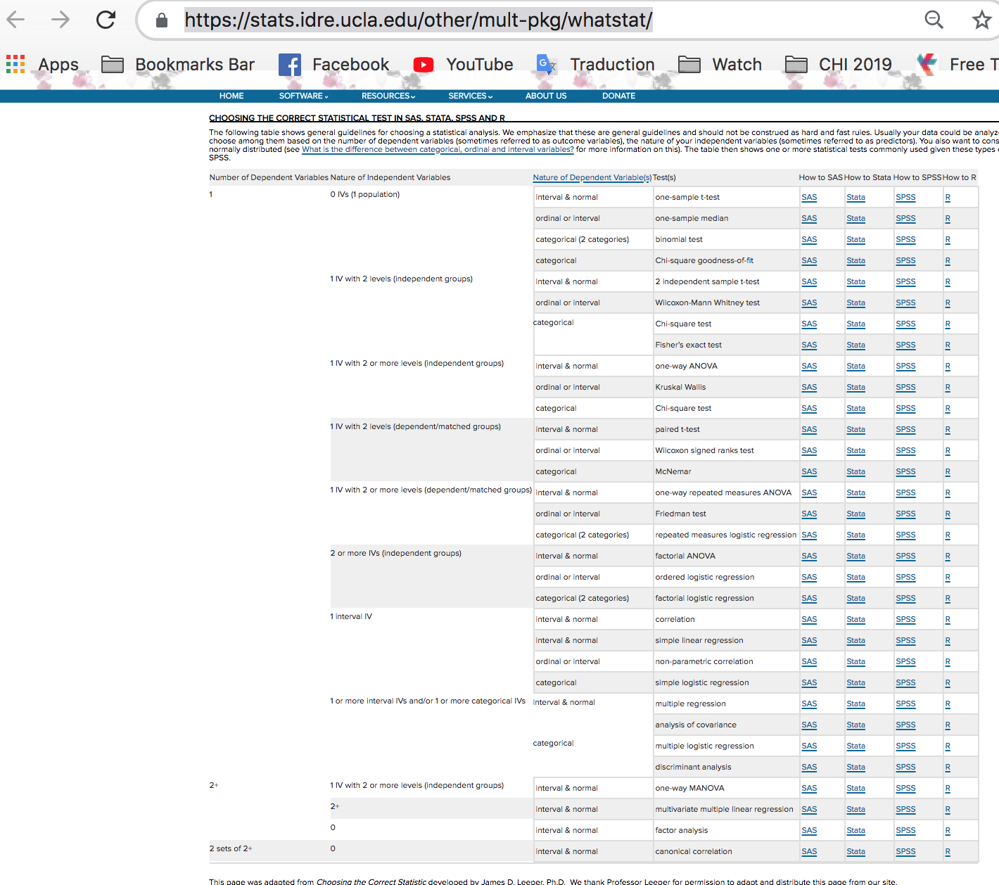 https://stats.idre.ucla.edu/other/mult-pkg/whatstat/
Apps Bookmarks Bar Facebook YouTube Traduction Watch CHI 2019 Free
HOME SOFTWARE RESOURCES SERVICES ABOUT US DONATE
CHOOSING THE CORRECT STATISTICAL TEST IN SAS, STATA, SPSS AND R
The following table shows general guidelines for choosing a statistical analysis. We emphasize that these are general guidelines and should not be construed as hard and fast rules. Usually your data could be
choose among them based on the number of dependent variables (sometimes referred to as outcome variables), the nature of your independent variables (sometimes referred to as predictors). You also want to
normally distributed (see What is the difference between categorical, ordinal and interval variables? for more information on this). The table then shows one or more statistical tests commonly used given these types
SPSS.
Number of Dependent Variables Nature of Independent Variables Nature of Dependent Variable(s) Test(s) How to SAS How to Stata How to SPSS How to R
1 0 IVs (1 population) interval & normal one-sample t-test SAS Stata SPSS R
ordinal or interval one-sample median SAS Stata SPSS R
categorical (2 categories) binomial test SAS Stata SPSS R
categorical Chi-square goodness-of-fit SAS Stata SPSS R
1 IV with 2 levels (independent groups) interval & normal 2 independent sample t-test SAS Stata SPSS R
ordinal or interval Wilcoxon-Mann Whitney test SAS Stata SPSS R
categorical Chi-square test SAS Stata SPSS R
Fisher's exact test SAS Stata SPSS R
1 IV with 2 or more levels (independent groups) interval & normal one-way ANOVA SAS Stata SPSS R
ordinal or interval Kruskal Wallis SAS Stata SPSS R
categorical Chi-square test SAS Stata SPSS R
1 IV with 2 levels (dependent/matched groups) interval & normal paired t-test SAS Stata SPSS R
ordinal or interval Wilcoxon signed ranks test SAS Stata SPSS R
categorical McNemar SAS Stata SPSS R
1 IV with 2 or more levels (dependent/matched groups) interval & normal one-way repeated measures ANOVA SAS Stata SPSS R
ordinal or interval Friedman test SAS Stata SPSS R
categorical (2 categories) repeated measures logistic regression SAS Stata SPSS R
2 or more IVs (independent groups) interval & normal factorial ANOVA SAS Stata SPSS R
ordinal or interval ordered logistic regression SAS Stata SPSS R
categorical (2 categories) factorial logistic regression SAS Stata SPSS R
1 interval IV interval & normal correlation SAS Stata SPSS R
interval & normal simple linear regression SAS Stata SPSS R
ordinal or interval non-parametric correlation SAS Stata SPSS R
categorical simple logistic regression SAS Stata SPSS R
1 or more interval IVs and/or 1 or more categorical IVs interval & normal multiple regression SAS Stata SPSS R
analysis of covariance SAS Stata SPSS R
categorical multiple logistic regression SAS Stata SPSS R
discriminant analysis SAS Stata SPSS R
2+ 1 IV with 2 or more levels (independent groups) interval & normal one-way MANOVA SAS Stata SPSS R
2+ interval & normal multivariate multiple linear regression SAS Stata SPSS R
0 interval & normal factor analysis SAS Stata SPSS R
2 sets of 2+ 0 interval & normal canonical correlation SAS Stata SPSS R
This page was adapted from Choosing the Correct Statistic developed by James D. Leeper, Ph.D. We thank Professor Leeper for permission to adapt and distribute this page from our site.